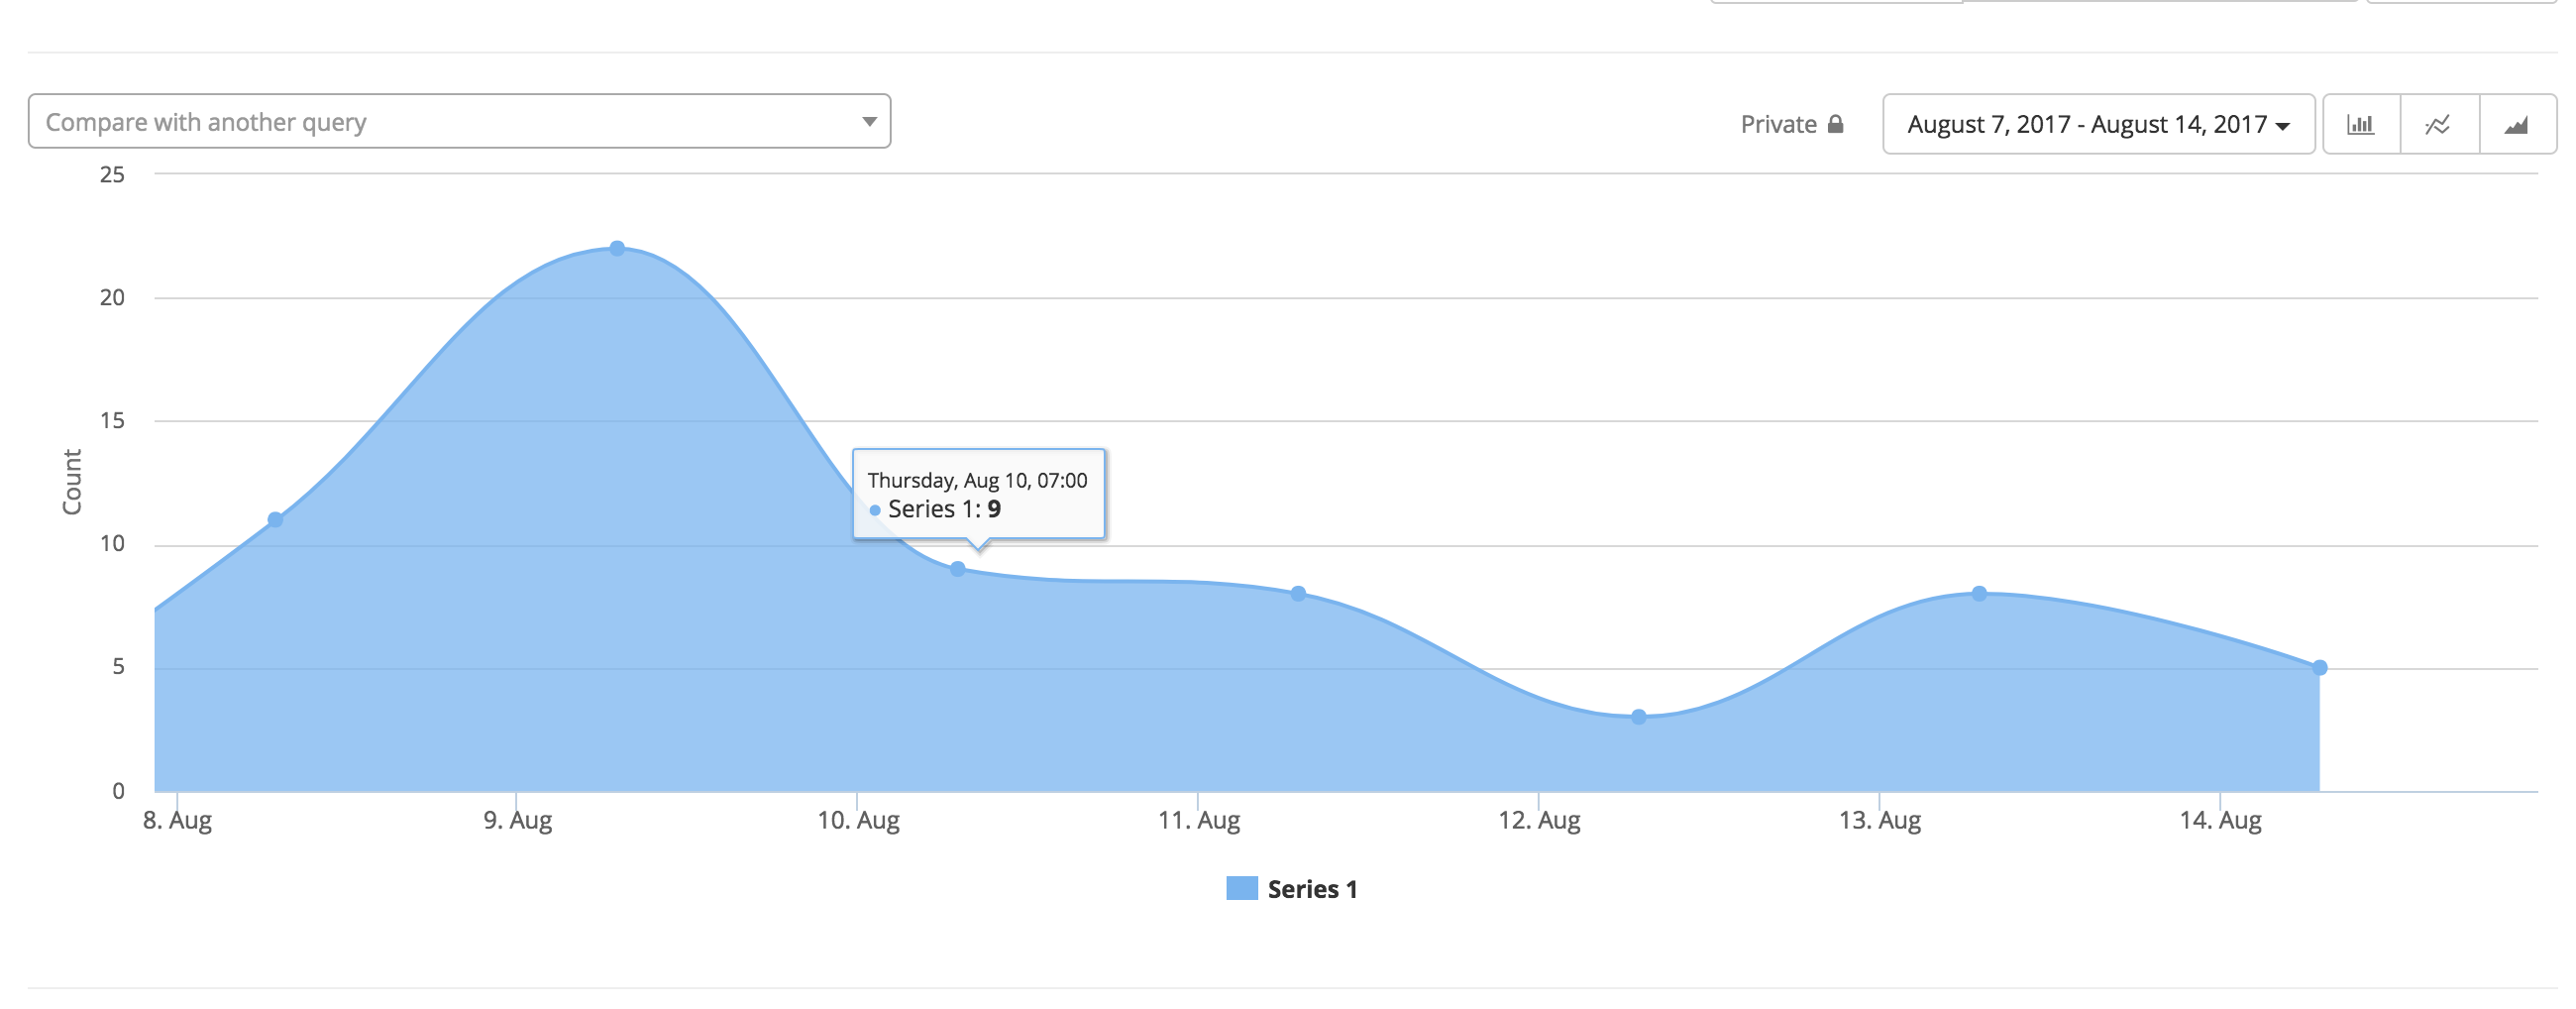 Compare with another query
Private
August 7, 2017 - August 14, 2017
25
20
15
10
5
0
Count
Thursday, Aug 10, 07:00
Series 1: 9
8. Aug
9. Aug
10. Aug
11. Aug
12. Aug
13. Aug
14. Aug
Series 1